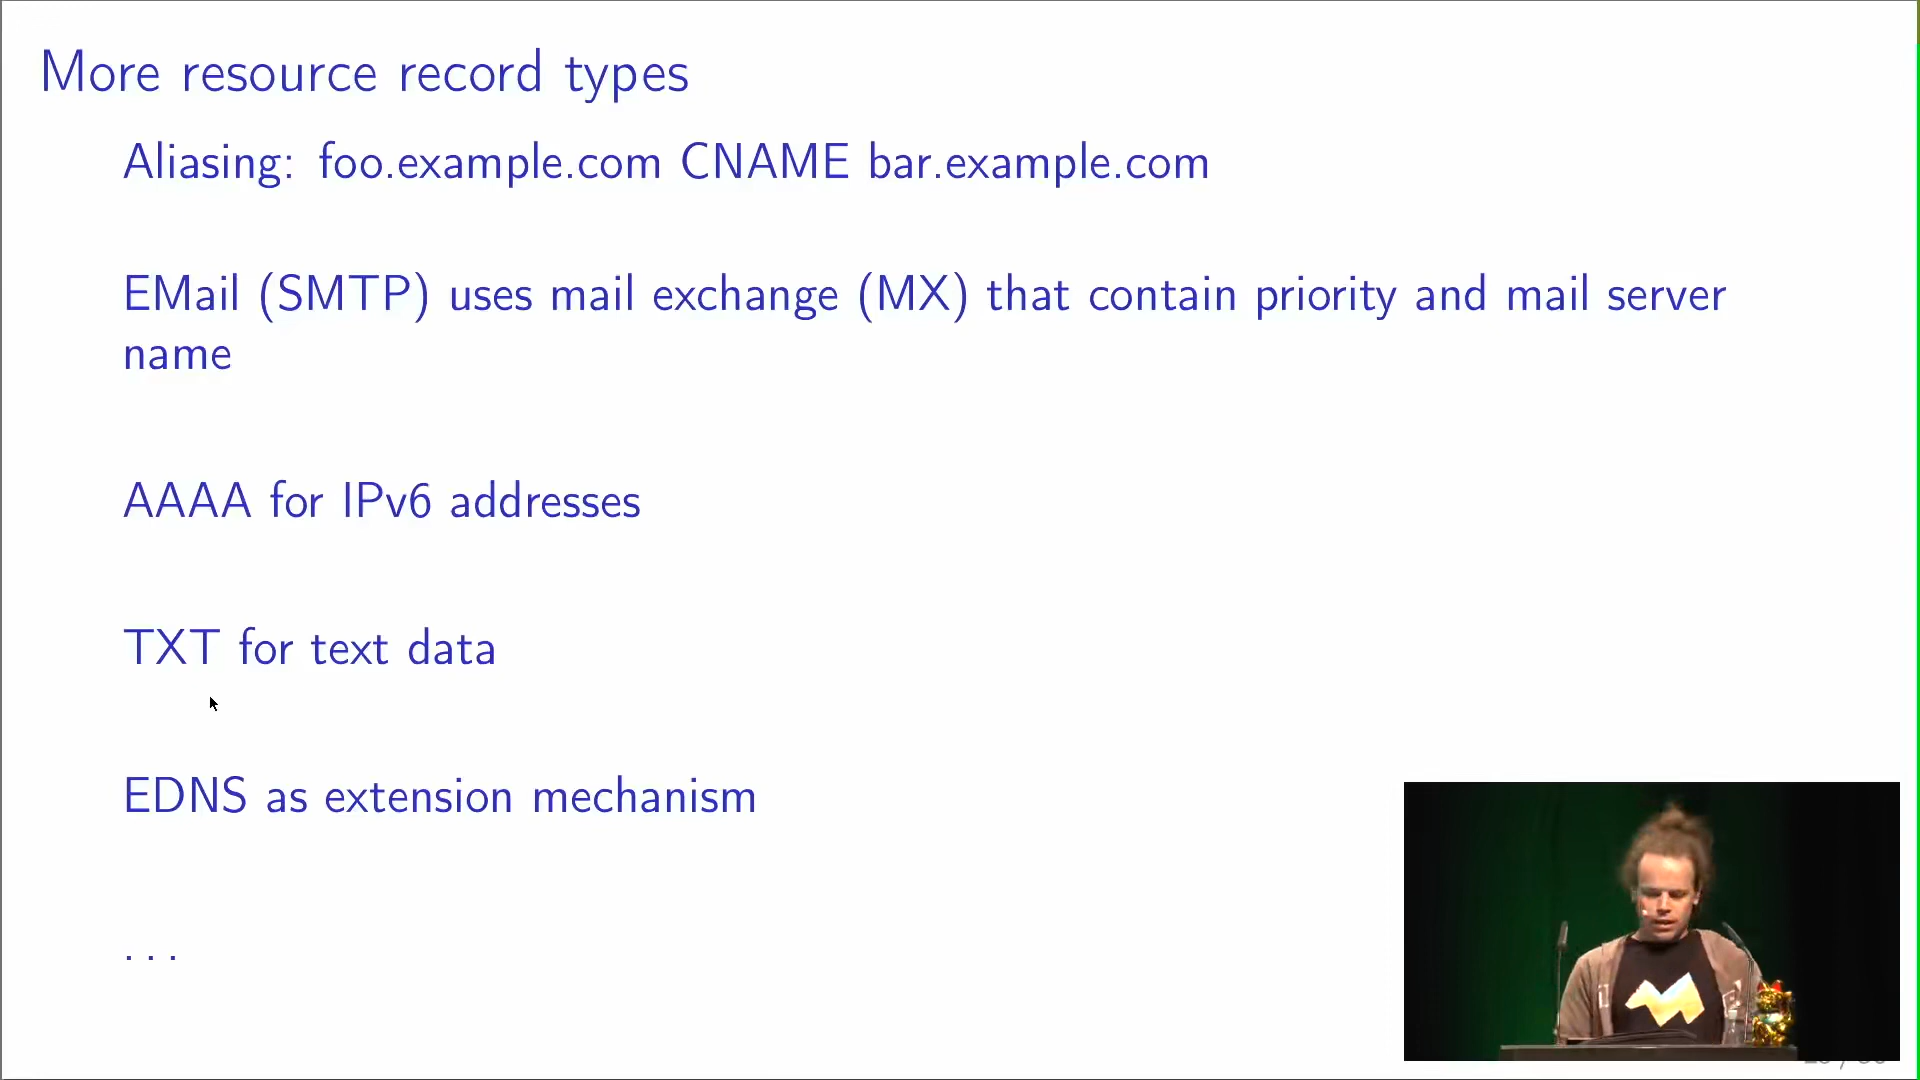 More resource record types
Aliasing: foo.example.com CNAME bar.example.com
EMail (SMTP) uses mail exchange (MX) that contain priority and mail server
name
AAAA for IPv6 addresses
TXT for text data
EDNS as extension mechanism
...